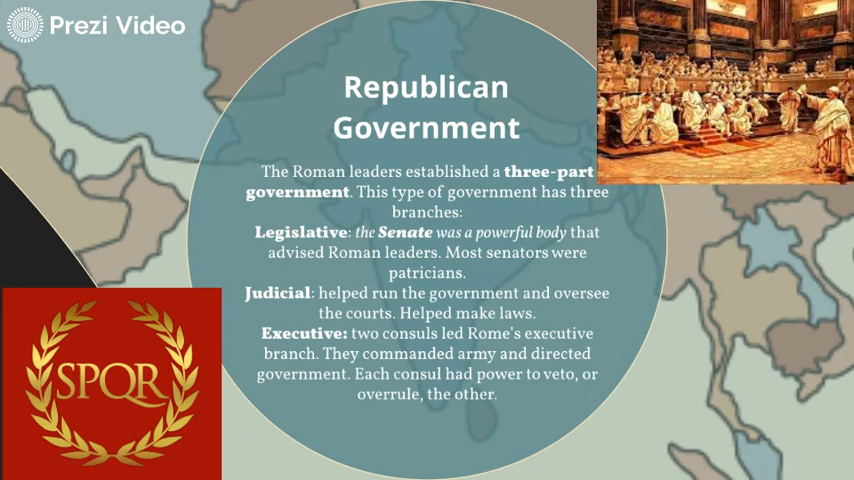 Prezi Video
Republican
Government
The Roman leaders established a three-part
government. This type of government has three
branches:
Legislative: the Senate was a powerful body that
advised Roman leaders. Most senators were
patricians.
Judicial: helped run the government and oversee
the courts. Helped make laws.
Executive: two consuls led Rome's executive
branch. They commanded army and directed
government. Each consul had power to veto, or
overrule, the other.
SPQR